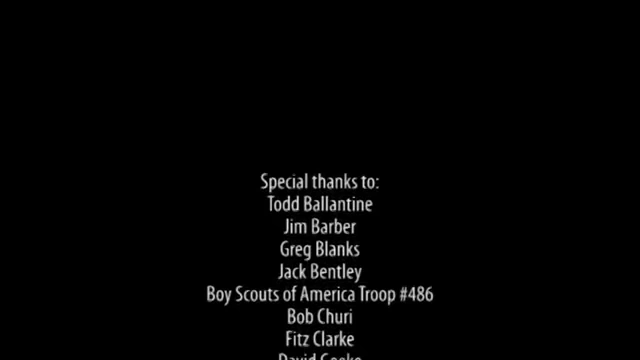 Special thanks to:
Todd Ballantine
Jim Barber
Greg Blanks
Jack Bentley
Boy Scouts of America Troop #486
Bob Churi
Fitz Clarke
David